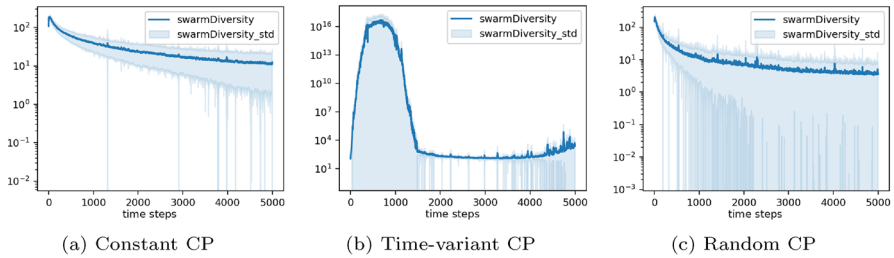 swarmDiversity
swarmDiversity_std
10^2
10^1
10^0
10^-1
10^-2
0 1000 2000 3000 4000 5000
time steps
(a) Constant CP
swarmDiversity
swarmDiversity_std
10^16
10^13
10^10
10^7
10^4
10^1
0 1000 2000 3000 4000 5000
time steps
(b) Time-variant CP
swarmDiversity
swarmDiversity_std
10^2
10^1
10^0
10^-1
10^-2
10^-3
0 1000 2000 3000 4000 5000
time steps
(c) Random CP